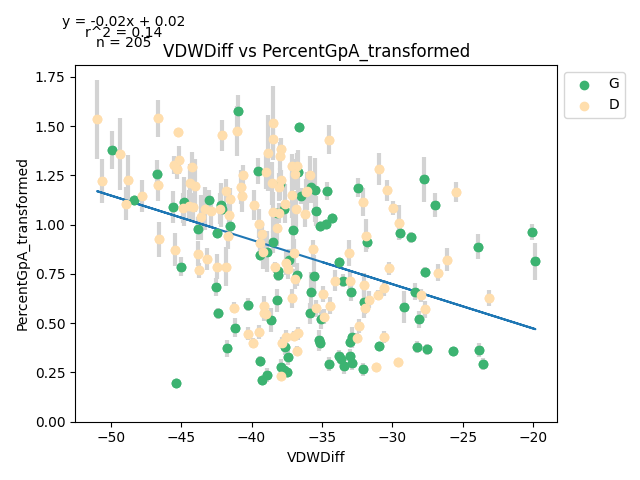 y = -0.02x + 0.02
r^2 = 0.14
n = 205
VDWDiff vs PercentGpA_transformed
G
D
PercentGpA_transformed
1.75
1.50
1.25
1.00
0.75
0.50
0.25
0.00
−50
−45
−40
−35
−30
−25
−20
VDWDiff